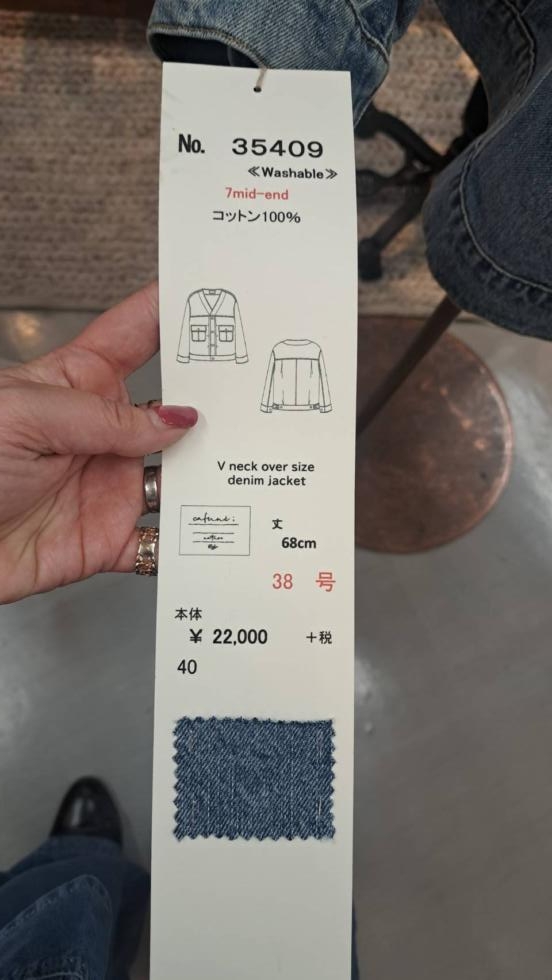 No. 35409
≪Washable≫
7mid-end
コットン100%
V neck over size
denim jacket
cafuné;
丈
68cm
38 号
本体
¥ 22,000 +税
40